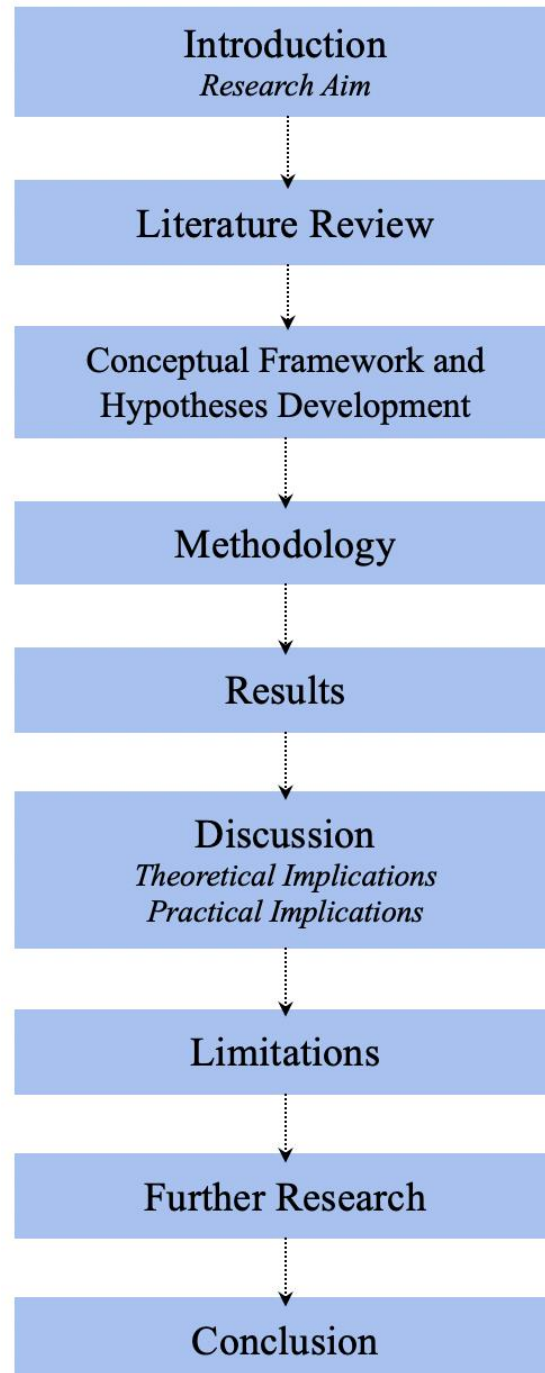 Introduction
Research Aim
Literature Review
Conceptual Framework and
Hypotheses Development
Methodology
Results
Discussion
Theoretical Implications
Practical Implications
Limitations
Further Research
Conclusion